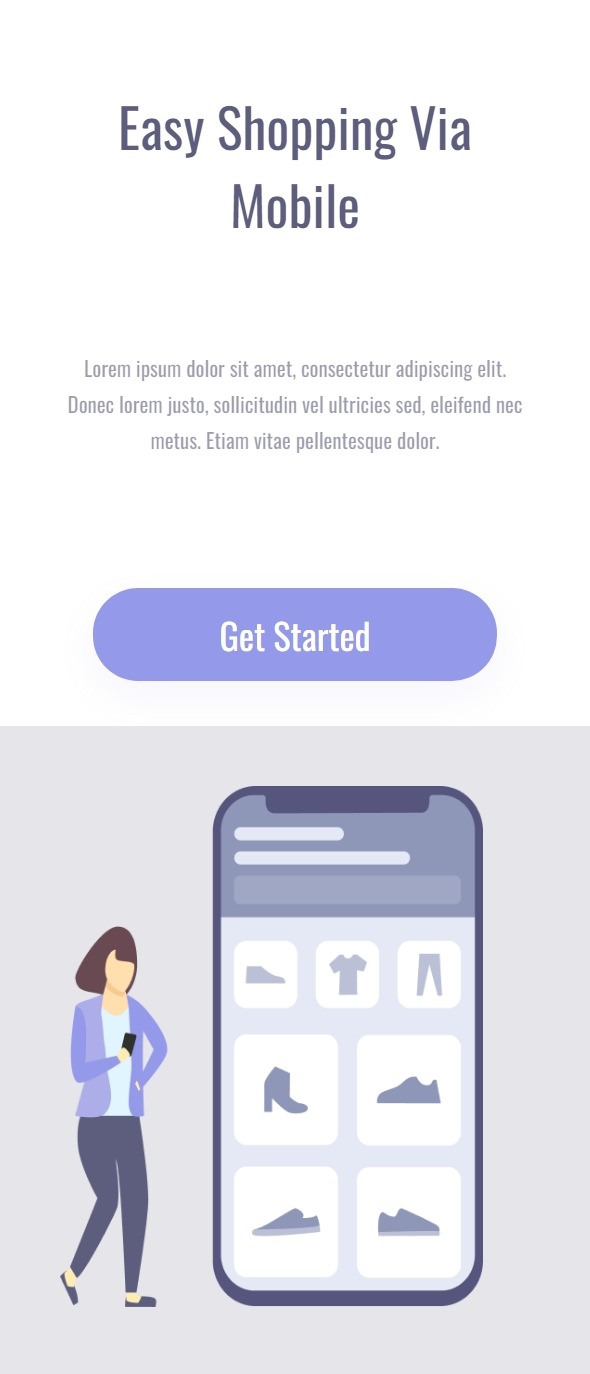 Easy Shopping Via
Mobile
Lorem ipsum dolor sit amet, consectetur adipiscing elit.
Donec lorem justo, sollicitudin vel ultricies sed, eleifend nec
metus. Etiam vitae pellentesque dolor.
Get Started